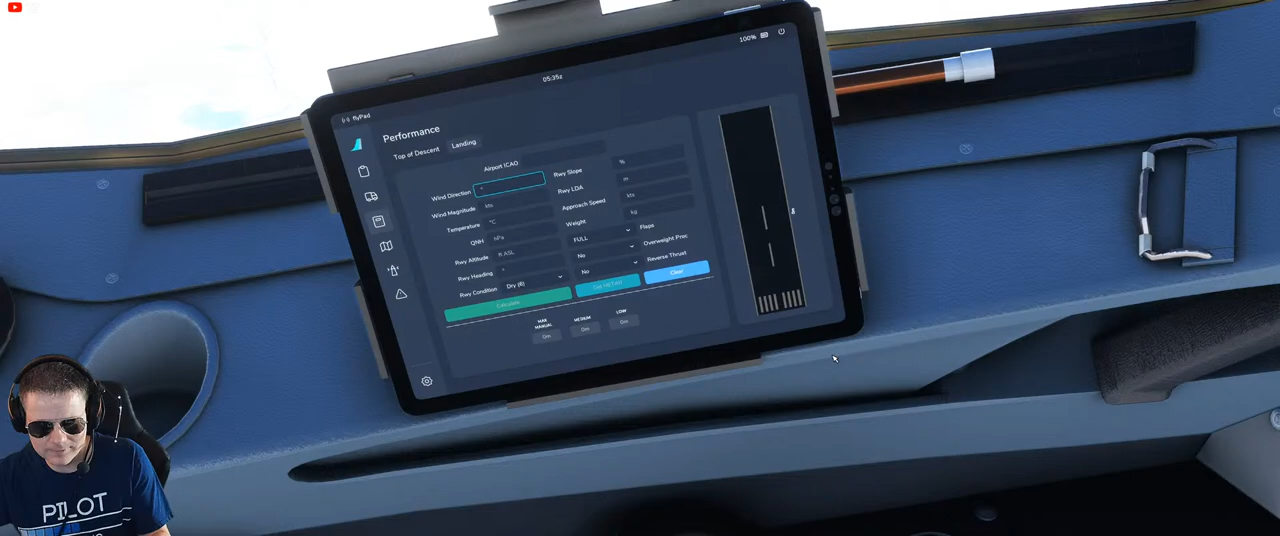 flyPad
05:35z
100%
Performance
Top of Descent Landing
Airport ICAO
Wind Direction °
Wind Magnitude kts
Temperature °C
QNH hPa
Rwy Altitude ft ASL
Rwy Heading °
Rwy Condition Dry (6)
Rwy Slope %
Rwy LDA m
Approach Speed kts
Weight kg
FULL Flaps
No Overweight Proc
No Reverse Thrust
Calculate Get METAR Clear
MAX MANUAL MEDIUM LOW
0m 0m 0m
PILOT